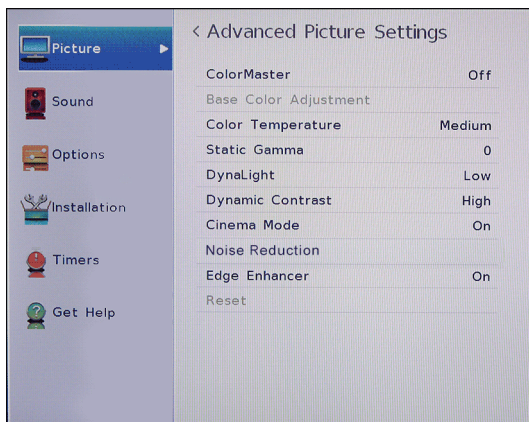 Picture
Sound
Options
Installation
Timers
Get Help
< Advanced Picture Settings
ColorMaster Off
Base Color Adjustment
Color Temperature Medium
Static Gamma 0
DynaLight Low
Dynamic Contrast High
Cinema Mode On
Noise Reduction
Edge Enhancer On
Reset